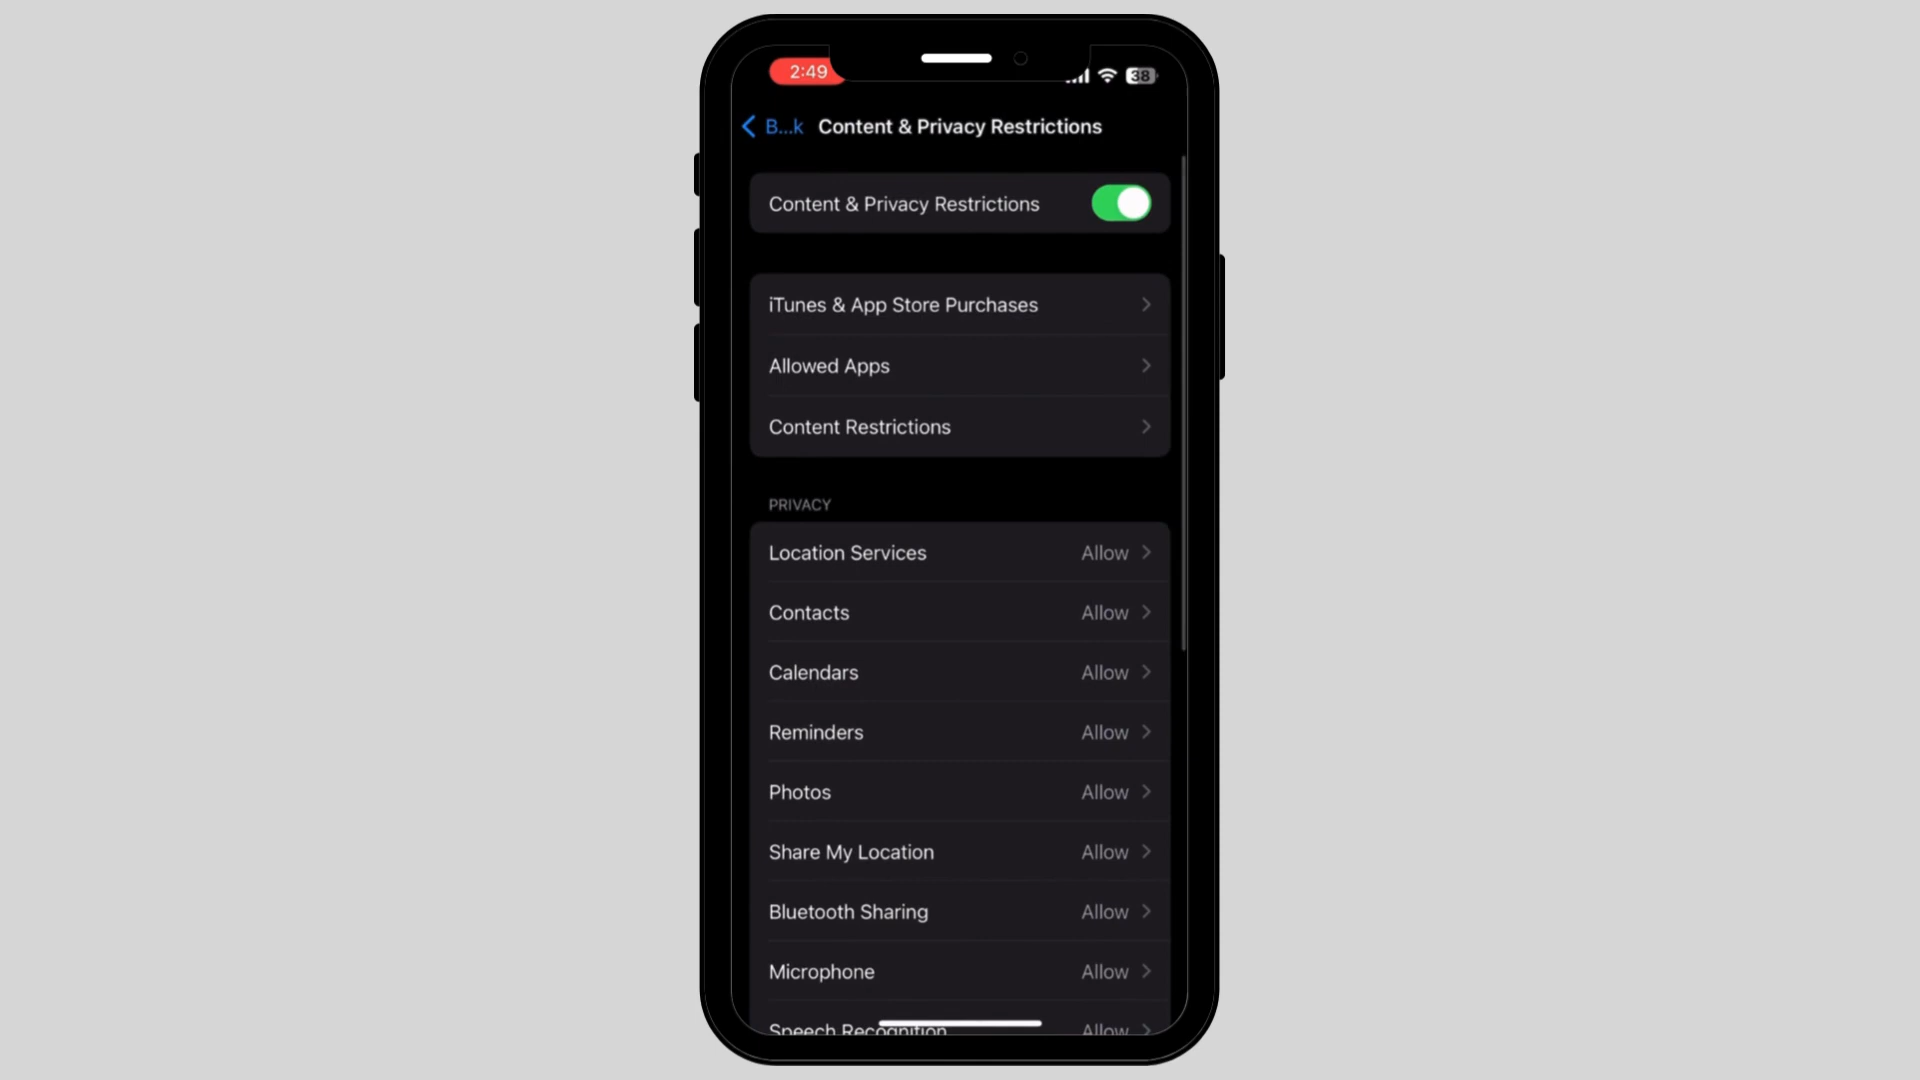 2:49
38
B...k Content & Privacy Restrictions
Content & Privacy Restrictions
iTunes & App Store Purchases
Allowed Apps
Content Restrictions
PRIVACY
Location Services Allow
Contacts Allow
Calendars Allow
Reminders Allow
Photos Allow
Share My Location Allow
Bluetooth Sharing Allow
Microphone Allow
Speech Recognition Allow